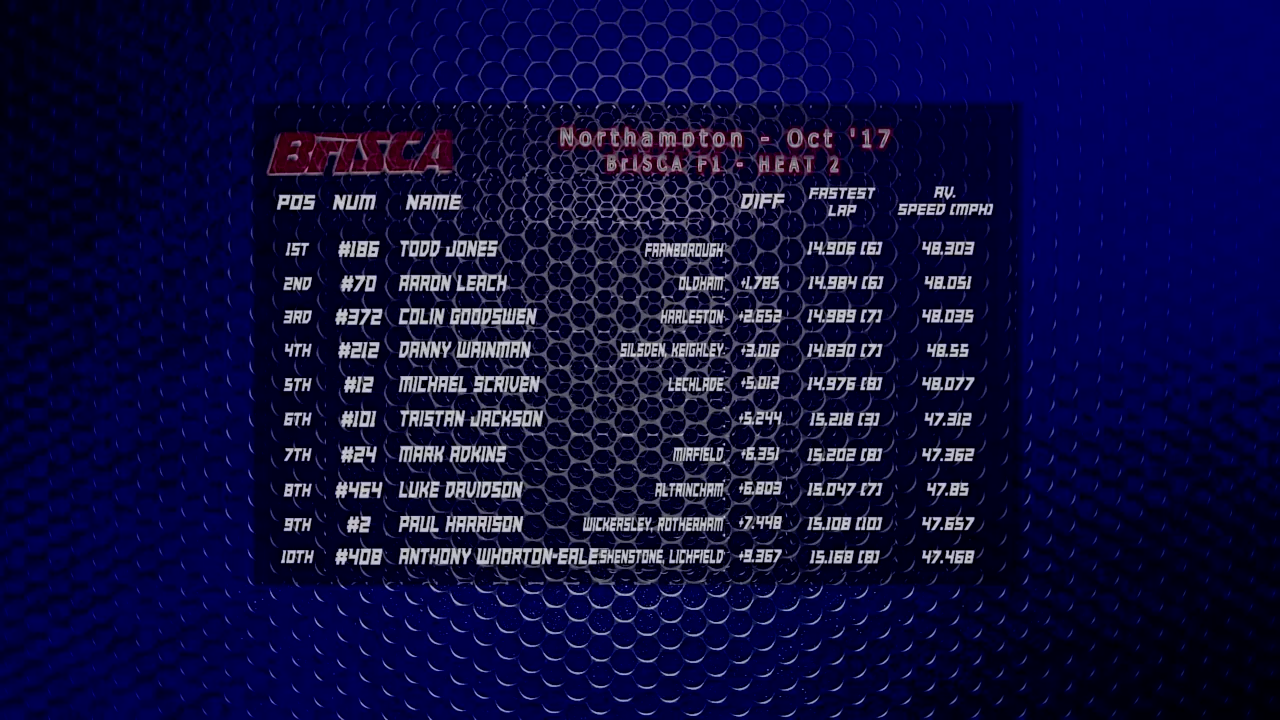 BrISCA
Northampton - Oct '17
BrISCA F1 - HEAT 2
POS NUM NAME DIFF FASTEST LAP AV. SPEED (MPH)
1ST #186 TODD JONES FARNBOROUGH 14.906 (6) 48.303
2ND #70 AARON LEACH OLDHAM +1.785 14.984 (6) 48.051
3RD #372 COLIN GOODSWEN HARLESTON +2.652 14.989 (7) 48.035
4TH #212 DANNY WAINMAN SILSDEN, KEIGHLEY +3.016 14.830 (7) 48.55
5TH #12 MICHAEL SCRIVEN LECHLADE +5.012 14.976 (8) 48.077
6TH #101 TRISTAN JACKSON +5.244 15.218 (3) 47.312
7TH #24 MARK ADKINS MIRFIELD +6.351 15.202 (8) 47.362
8TH #464 LUKE DAVIDSON ALTRINCHAM +6.803 15.047 (7) 47.85
9TH #2 PAUL HARRISON WICKERSLEY, ROTHERHAM +7.448 15.108 (10) 47.657
10TH #408 ANTHONY WHORTON-EALES SHENSTONE, LICHFIELD +9.367 15.168 (8) 47.468